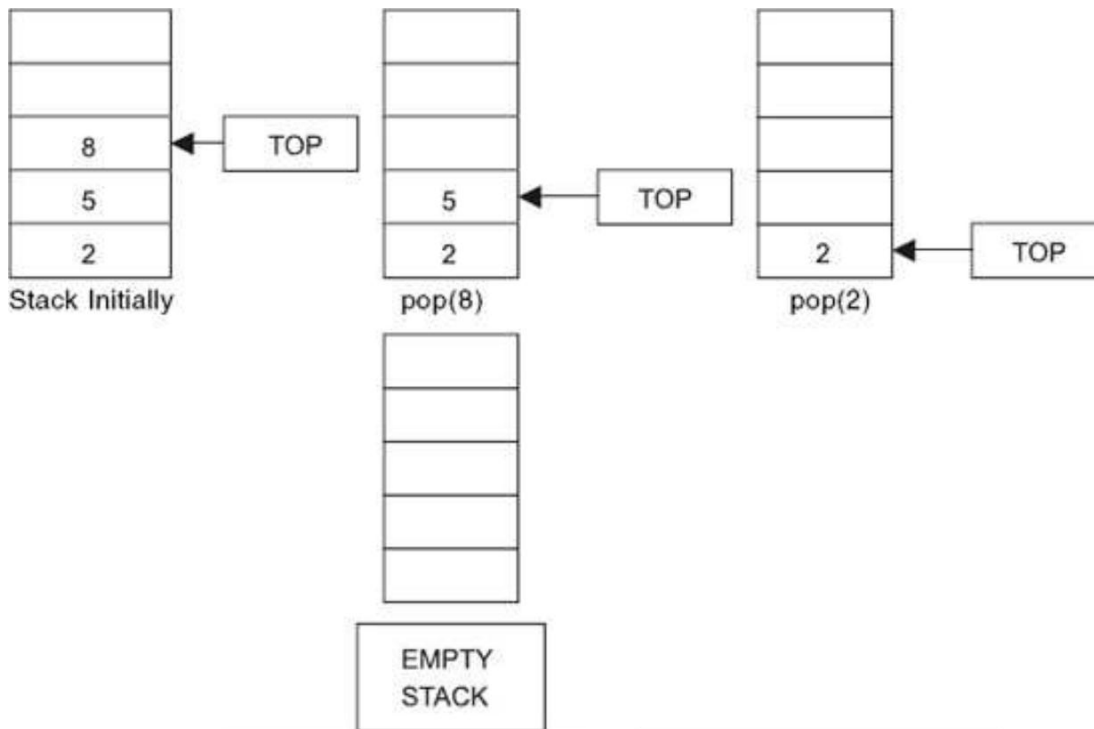 8
TOP
5
5
TOP
2
2
2
TOP
Stack Initially
pop(8)
pop(2)
EMPTY
STACK